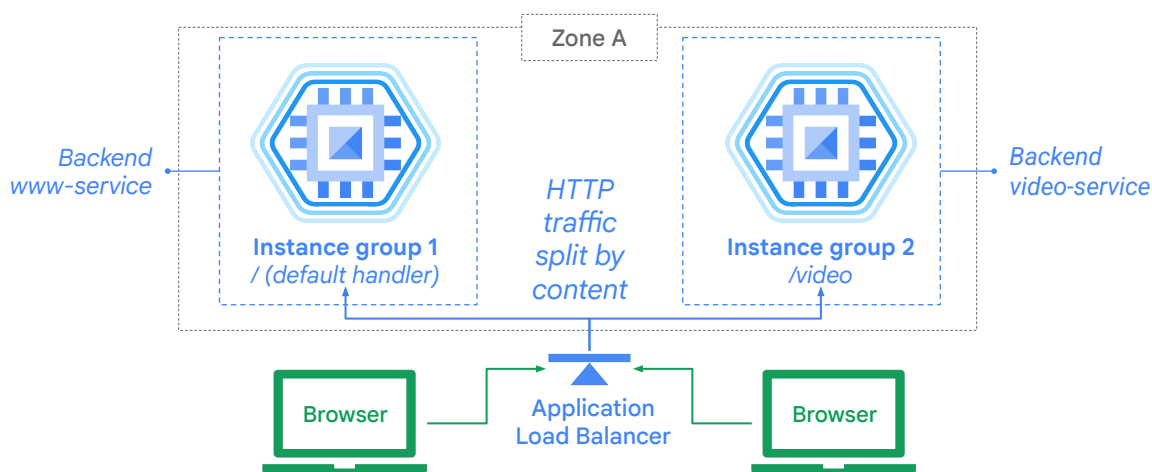 Zone A
Backend
www-service
Instance group 1
/ (default handler)
HTTP
traffic
split by
content
Instance group 2
/video
Backend
video-service
Browser
Application
Load Balancer
Browser